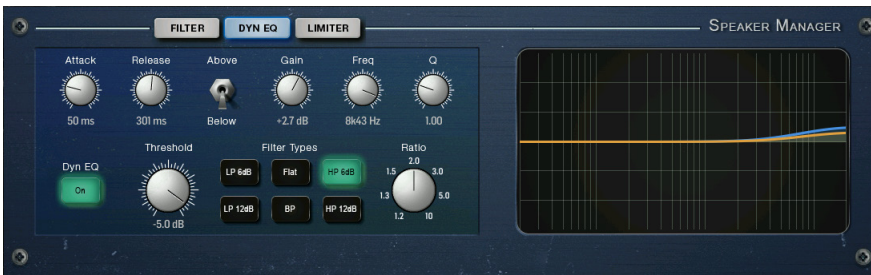 FILTER DYN EQ LIMITER SPEAKER MANAGER
Attack Release Above Gain Freq Q
50 ms 301 ms Below +2.7 dB 8k43 Hz 1.00
Threshold Filter Types Ratio
Dyn EQ
On
LP 6dB Flat HP 6dB
LP 12dB BP HP 12dB
-5.0 dB
2.0
1.5 3.0
1.3 5.0
1.2 10